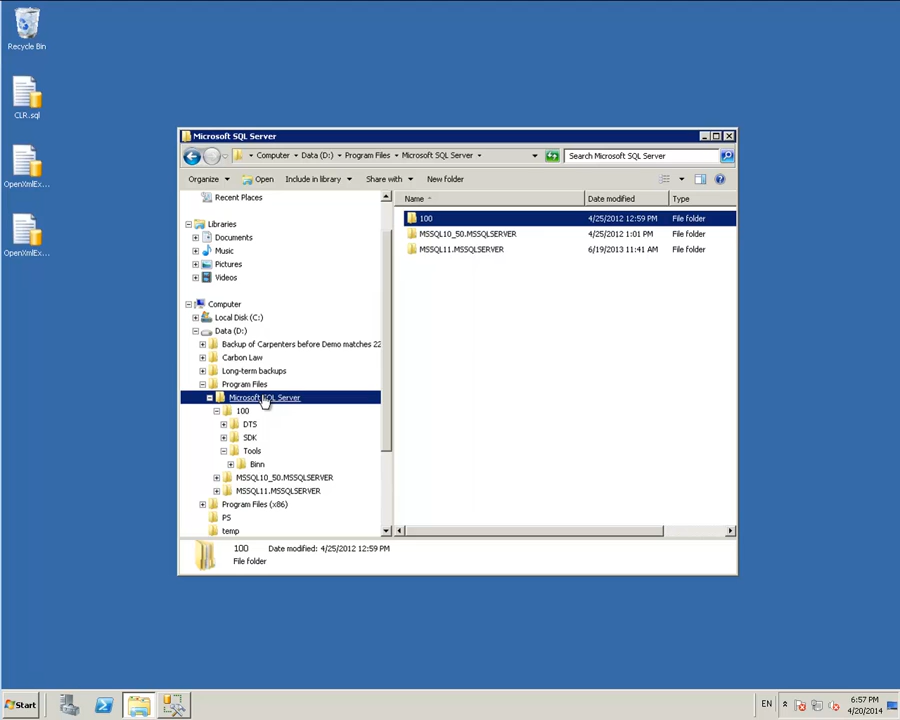 Recycle Bin
CLR.sql
OpenXmlEx...
OpenXmlEx...
Microsoft SQL Server
Computer
Data (D:)
Program Files
Microsoft SQL Server
Search Microsoft SQL Server
Organize
Open
Include in library
Share with
New folder
Recent Places
Libraries
Documents
Music
Pictures
Videos
Computer
Local Disk (C:)
Data (D:)
Backup of Carpenters before Demo matches 22
Carbon Law
Long-term backups
Program Files
Microsoft SQL Server
100
DTS
SDK
Tools
Binn
MSSQL10_50.MSSQLSERVER
MSSQL11.MSSQLSERVER
Program Files (x86)
PS
temp
Name Date modified Type
100 4/25/2012 12:59 PM File folder
MSSQL10_50.MSSQLSERVER 4/25/2012 1:01 PM File folder
MSSQL11.MSSQLSERVER 6/19/2013 11:41 AM File folder
100 Date modified: 4/25/2012 12:59 PM
File folder
Start
EN
6:57 PM
4/20/2014